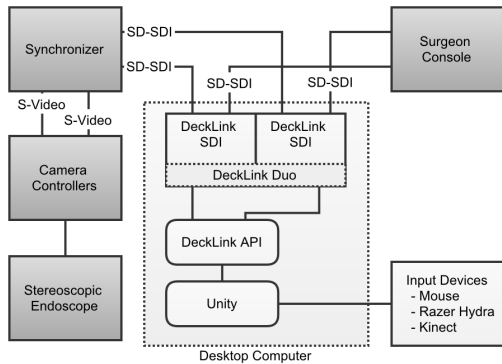 Synchronizer
SD-SDI
SD-SDI
SD-SDI
SD-SDI
Surgeon
Console
S-Video
S-Video
Camera
Controllers
Stereoscopic
Endoscope
DeckLink
SDI
DeckLink
SDI
DeckLink Duo
DeckLink API
Unity
Desktop Computer
Input Devices
- Mouse
- Razer Hydra
- Kinect